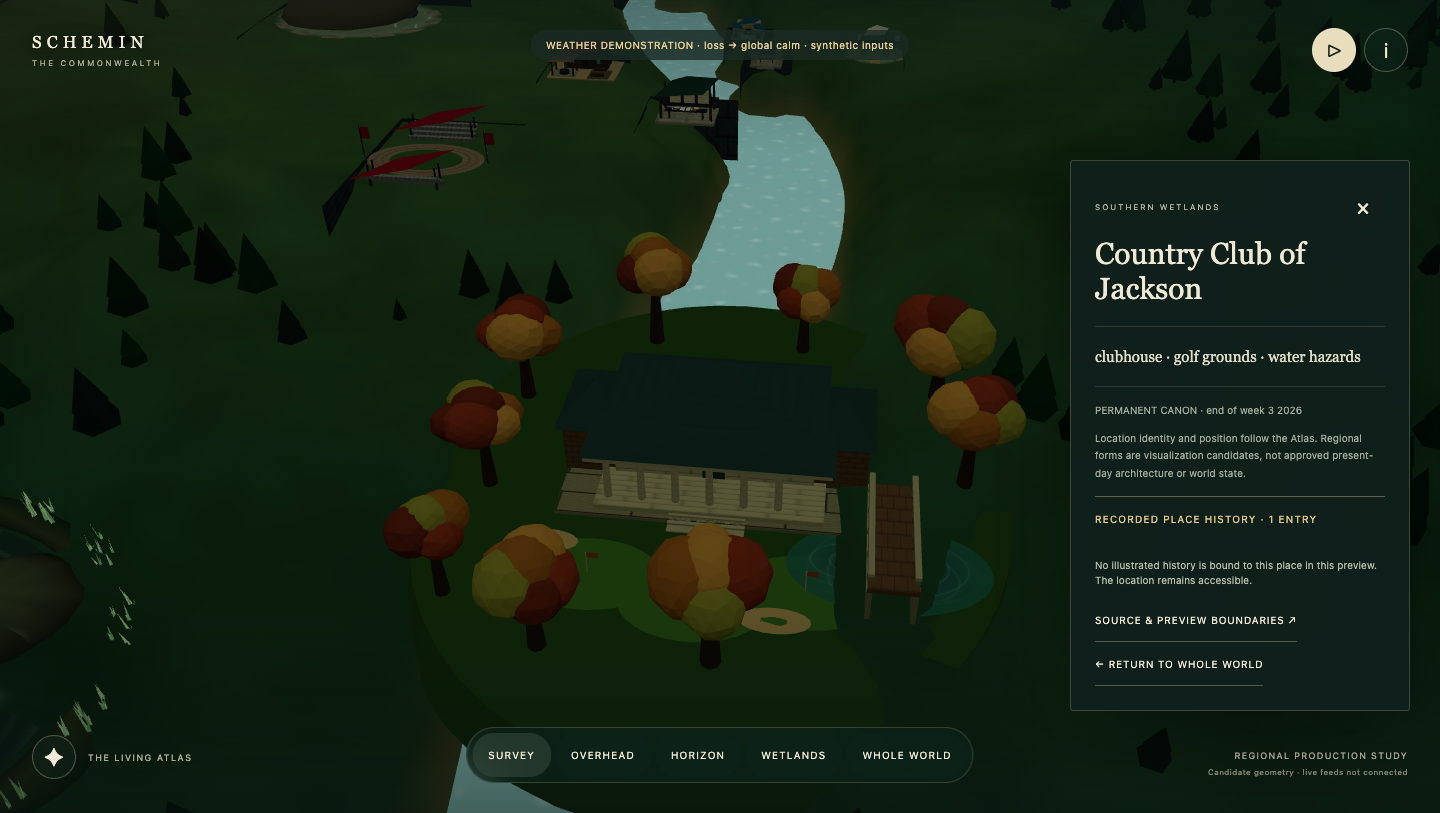 SCHEMIN
THE COMMONWEALTH
WEATHER DEMONSTRATION · loss → global calm · synthetic inputs
i
SOUTHERN WETLANDS
×
Country Club of
Jackson
clubhouse · golf grounds · water hazards
PERMANENT CANON · end of week 3 2026
Location identity and position follow the Atlas. Regional
forms are visualization candidates, not approved present-
day architecture or world state.
RECORDED PLACE HISTORY · 1 ENTRY
No illustrated history is bound to this place in this preview.
The location remains accessible.
SOURCE & PREVIEW BOUNDARIES ↗
← RETURN TO WHOLE WORLD
THE LIVING ATLAS
SURVEY OVERHEAD HORIZON WETLANDS WHOLE WORLD
REGIONAL PRODUCTION STUDY
Candidate geometry · live feeds not connected